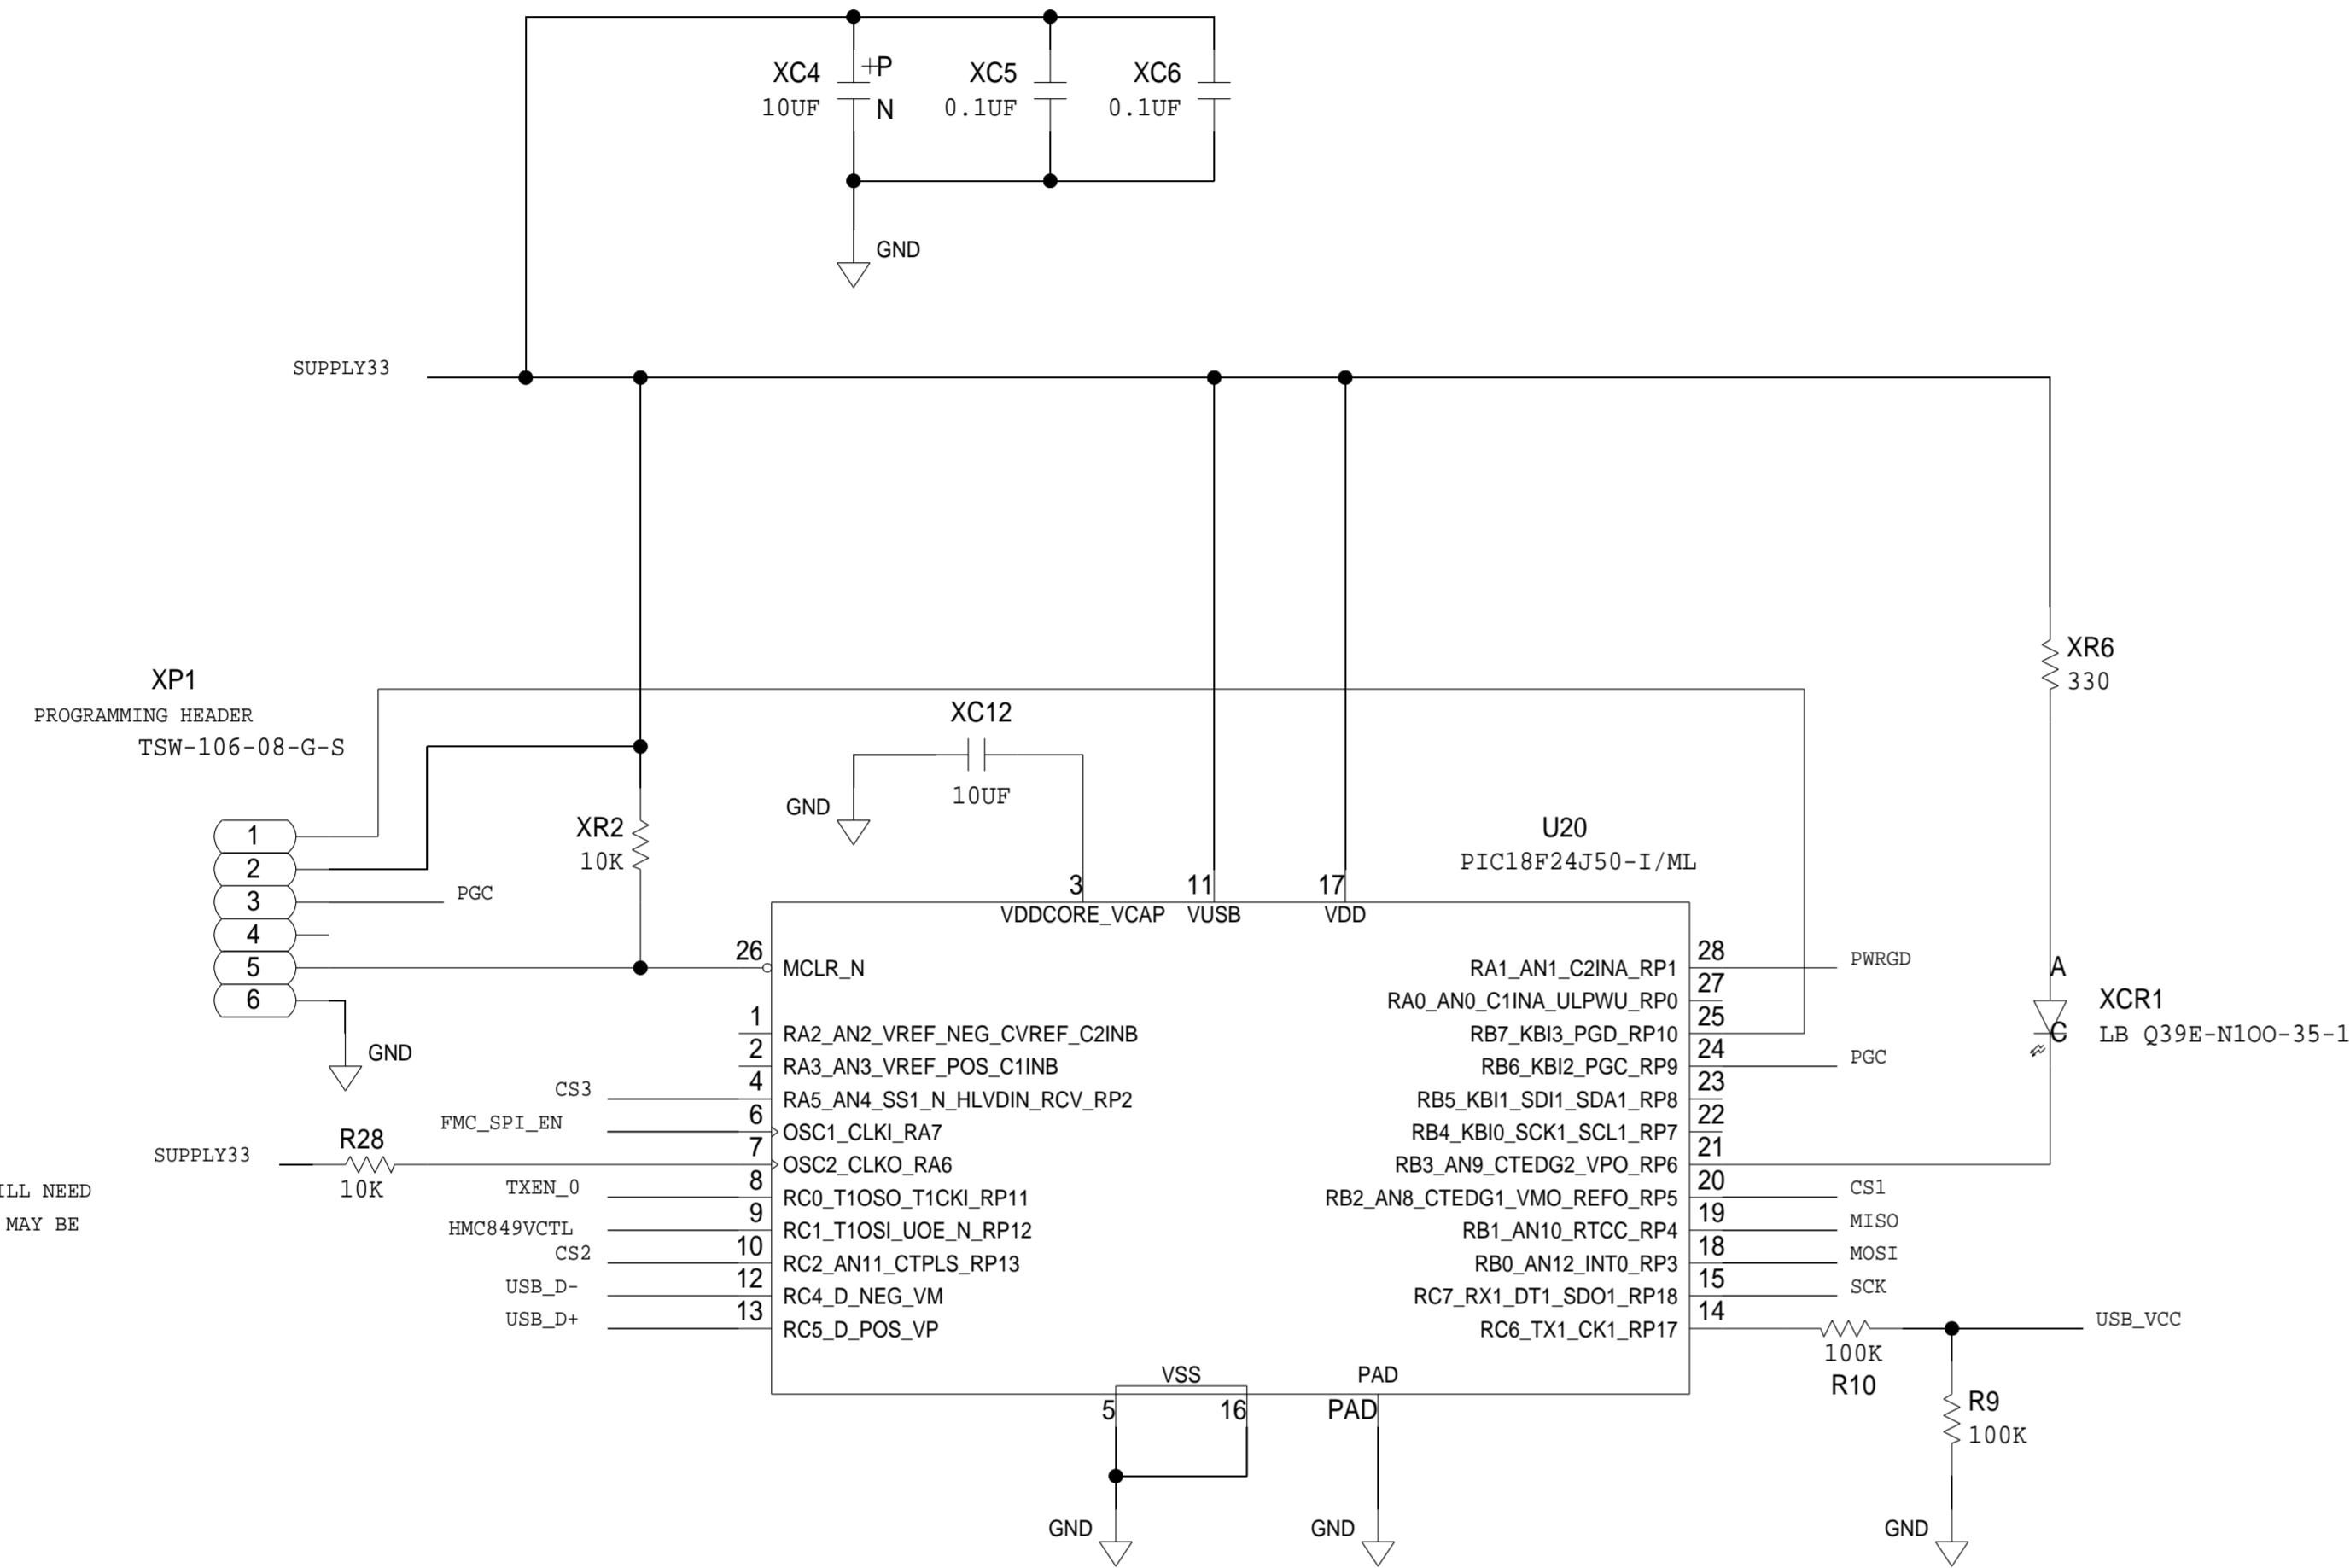 XC4
10UF
+P
N
XC5
0.1UF
XC6
0.1UF
GND
SUPPLY33
XR6
330
XP1
PROGRAMMING HEADER
TSW-106-08-G-S
XC12
10UF
GND
XR2
10K
U20
PIC18F24J50-I/ML
1
2
3
4
5
6
PGC
GND
3
11
17
VDDCORE_VCAP
VUSB
VDD
26
MCLR_N
1
RA2_AN2_VREF_NEG_CVREF_C2INB
2
RA3_AN3_VREF_POS_C1INB
CS3
4
RA5_AN4_SS1_N_HLVDIN_RCV_RP2
FMC_SPI_EN
6
OSC1_CLKI_RA7
SUPPLY33
R28
10K
7
OSC2_CLKO_RA6
ILL NEED
MAY BE
TXEN_0
8
RC0_T1OSO_T1CKI_RP11
HMC849VCTL
9
RC1_T1OSI_UOE_N_RP12
CS2
10
RC2_AN11_CTPLS_RP13
USB_D-
12
RC4_D_NEG_VM
USB_D+
13
RC5_D_POS_VP
RA1_AN1_C2INA_RP1
28
PWRGD
RA0_AN0_C1INA_ULPWU_RP0
27
RB7_KBI3_PGD_RP10
25
RB6_KBI2_PGC_RP9
24
PGC
RB5_KBI1_SDI1_SDA1_RP8
23
RB4_KBI0_SCK1_SCL1_RP7
22
RB3_AN9_CTEDG2_VPO_RP6
21
RB2_AN8_CTEDG1_VMO_REFO_RP5
20
CS1
RB1_AN10_RTCC_RP4
19
MISO
RB0_AN12_INT0_RP3
18
MOSI
RC7_RX1_DT1_SDO1_RP18
15
SCK
RC6_TX1_CK1_RP17
14
A
C
XCR1
LB Q39E-N1OO-35-1
USB_VCC
100K
R10
R9
100K
GND
VSS
5
16
GND
PAD
PAD
GND